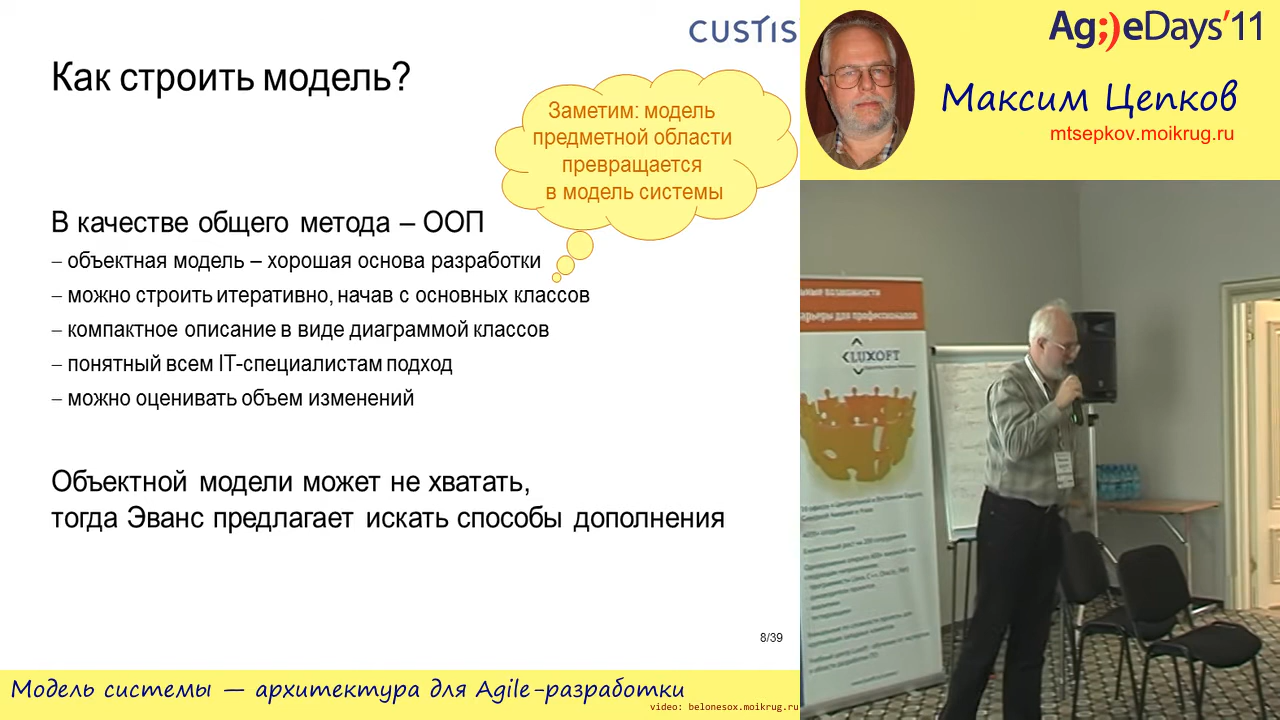 CUSTIS
Как строить модель?
Заметим: модель
предметной области
превращается
в модель системы
В качестве общего метода – ООП
– объектная модель – хорошая основа разработки
– можно строить итеративно, начав с основных классов
– компактное описание в виде диаграммой классов
– понятный всем IT-специалистам подход
– можно оценивать объем изменений
Объектной модели может не хватать,
тогда Эванс предлагает искать способы дополнения
8/39
Модель системы — архитектура для Agile-разработки
video: belonesox.moikrug.ru
Ag;)eDays'11
Максим Цепков
mtsepkov.moikrug.ru
LUXOFT